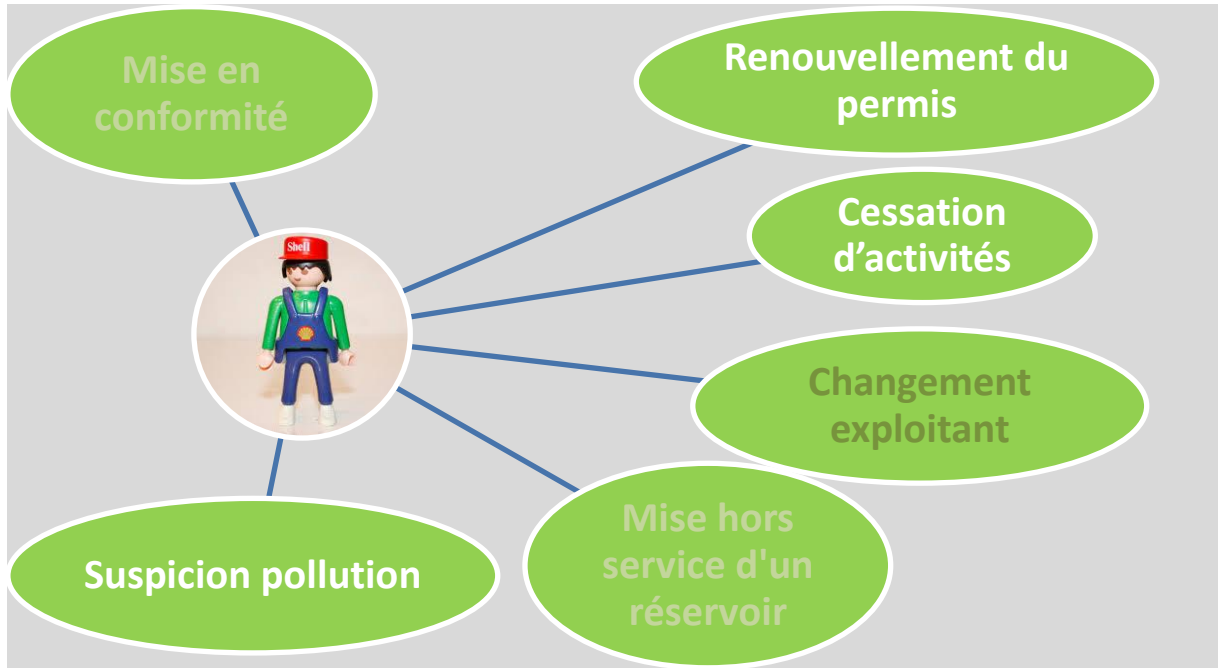 Mise en
conformité
Renouvellement du
permis
Cessation
d’activités
Shell
Changement
exploitant
Mise hors
service d'un
réservoir
Suspicion pollution